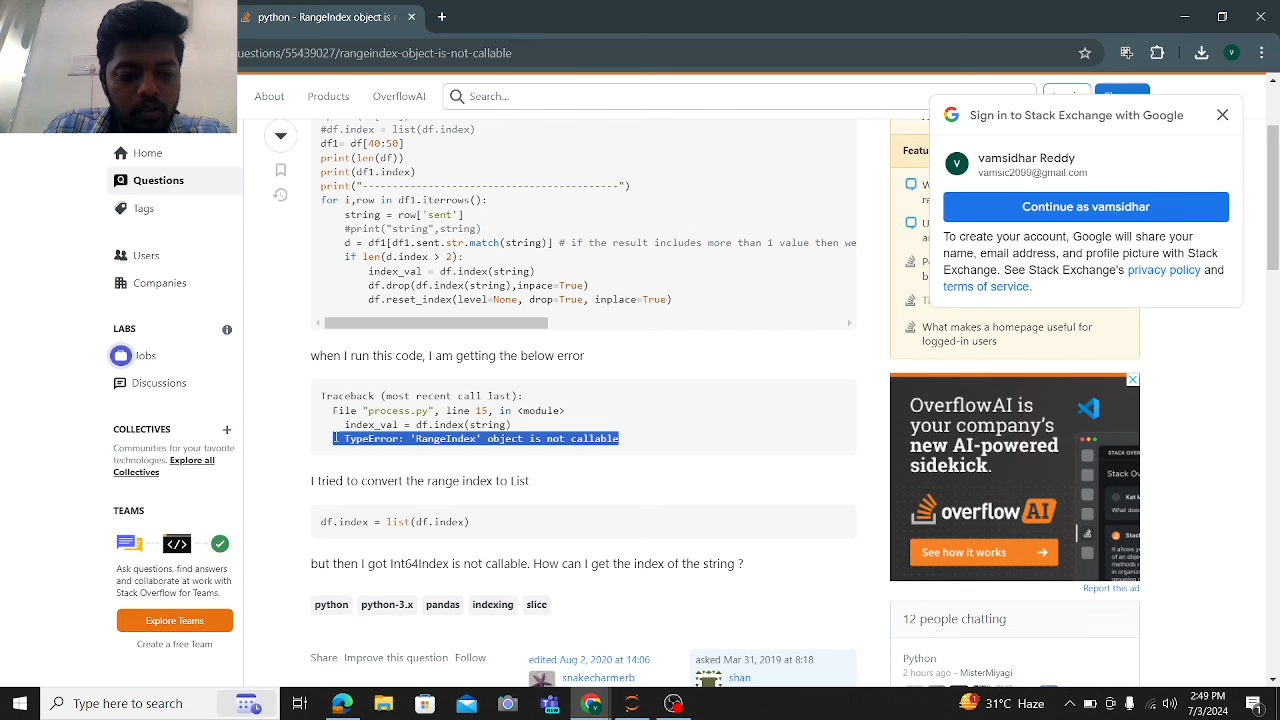 python - Rang
uestions/55439027/rangeindex-object-is-not-callable
About
Products
OverflowAI
Search...
Home
Questions
Tags
Users
Companies
LABS
Jobs
Discussions
COLLECTIVES
Communities for your favorite
technologies. Explore all
Collectives
TEAMS
Ask questions, find answers
and collaborate at work with
Stack Overflow for Teams.
Explore Teams
Create a free Team
#df.index = list(df.index)
df1= df[40:50]
print(len(df))
print(df1.index)
for i,row in df1.iterrows():
string = row['sent']
#print("string",string)
d = df1[df1.sent.str.match(string)] # if the result includes more than 1 value then we
if len(d.index > 2):
index_val = df.index(string)
df.drop(df.index(string),inpace=True)
df.reset_index(level=None, drop=True, inplace=True)
when I run this code, I am getting the below error
Traceback (most recent call last):
index_val = df.index(string)
TypeError: 'RangeIndex' object is not callable
I tried to convert the range index to List
df.index = list(df.index)
but then I got Int64Index is not callable. How can I get the index of the string ?
python python-3.x pandas indexing slice
Share Improve this question Follow
edited Aug 2, 2020 at 14:06
snakecharmerb
asked Mar 31, 2019 at 8:18
shan
Sign in to Stack Exchange with Google
V
vamsidhar Reddy
vamsic2099@gmail.com
Continue as vamsidhar
To create your account, Google will share your
name, email address, and profile picture with Stack
Exchange. See Stack Exchange's privacy policy and
terms of service.
Featu
What makes a homepage useful for
logged-in users
OverflowAI is
your company's
new AI-powered
sidekick.
overflow AI
See how it works
Report this ad
12 people chatting
Python
2 hours ago - MisterMiyagi
Type here to search
31°C Haze
2:49 PM
7/3/2024